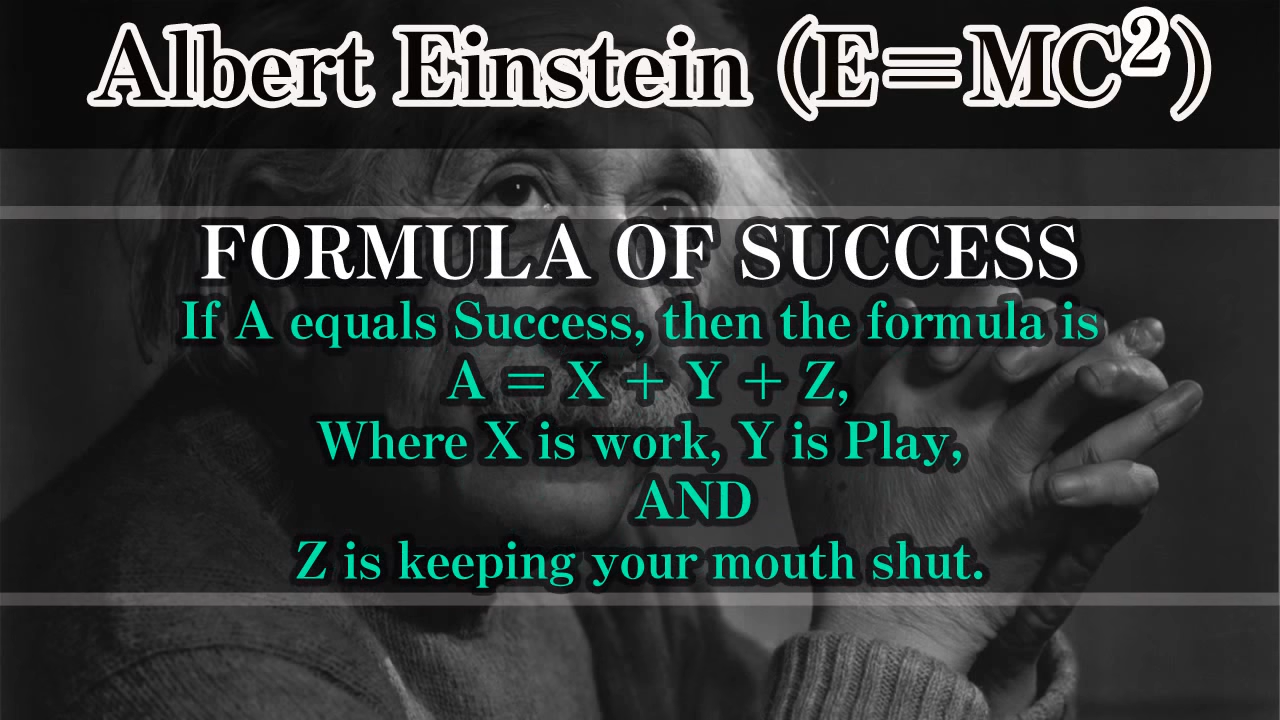 Albert Einstein (E=MC²)
FORMULA OF SUCCESS
If A equals Success, then the formula is
A = X + Y + Z,
Where X is work, Y is Play,
AND
Z is keeping your mouth shut.